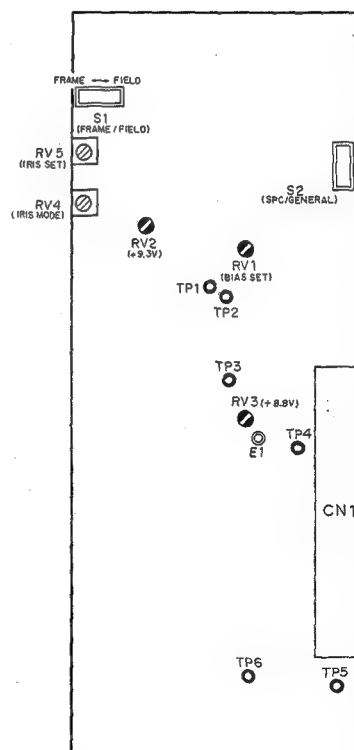 FRAME ↔ FIELD
S1
(FRAME/FIELD)
RV5
(IRIS SET)
S2
(SPC/GENERAL)
RV4
(IRIS MODE)
RV2
(+9.3V)
RV1
(BIAS SET)
TP1
TP2
TP3
RV3 (+8.8V)
E1
TP4
CN1
TP6
TP5